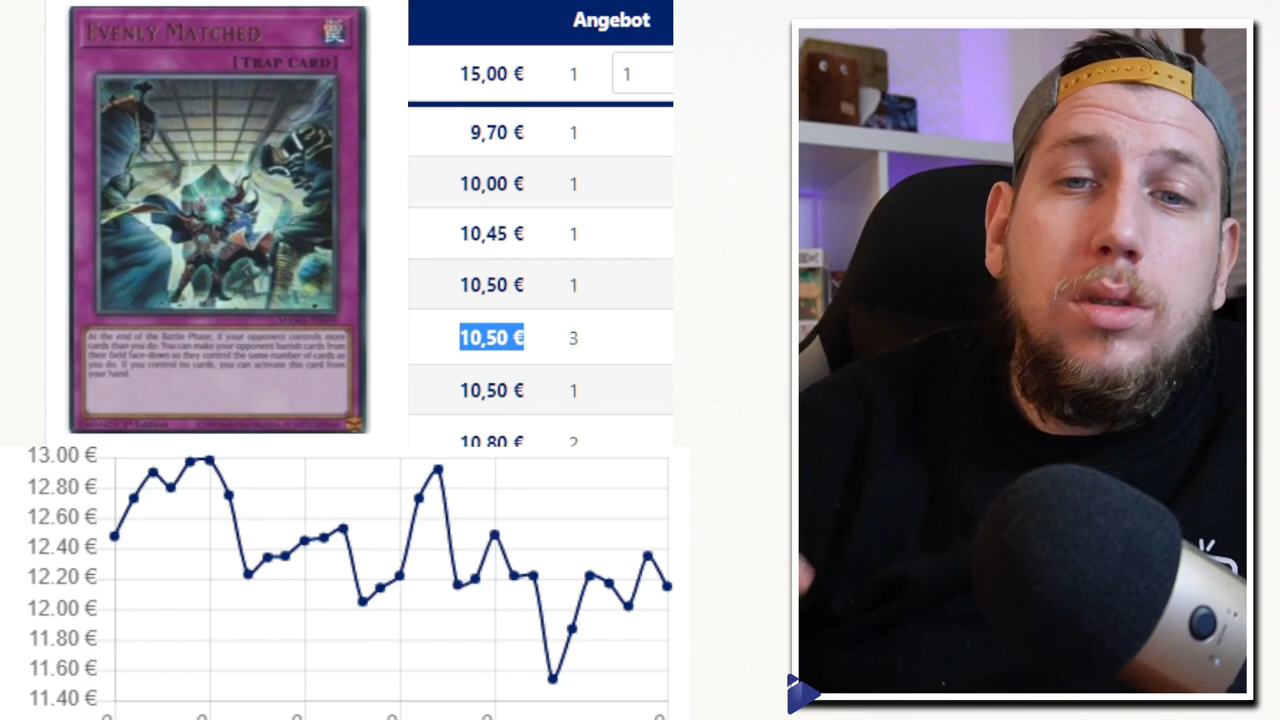 EVENLY MATCHED
[TRAP CARD]
At the end of the Battle Phase, if your opponent controls more
cards than you do: You can make your opponent banish cards from
their field face-down so they control the same number of cards as
you do. If you control no cards, you can activate this card from
your hand.
1st Edition
Angebot
15,00 € 1 1
9,70 € 1
10,00 € 1
10,45 € 1
10,50 € 1
10,50 € 3
10,50 € 1
10,80 € 2
13.00 €
12.80 €
12.60 €
12.40 €
12.20 €
12.00 €
11.80 €
11.60 €
11.40 €